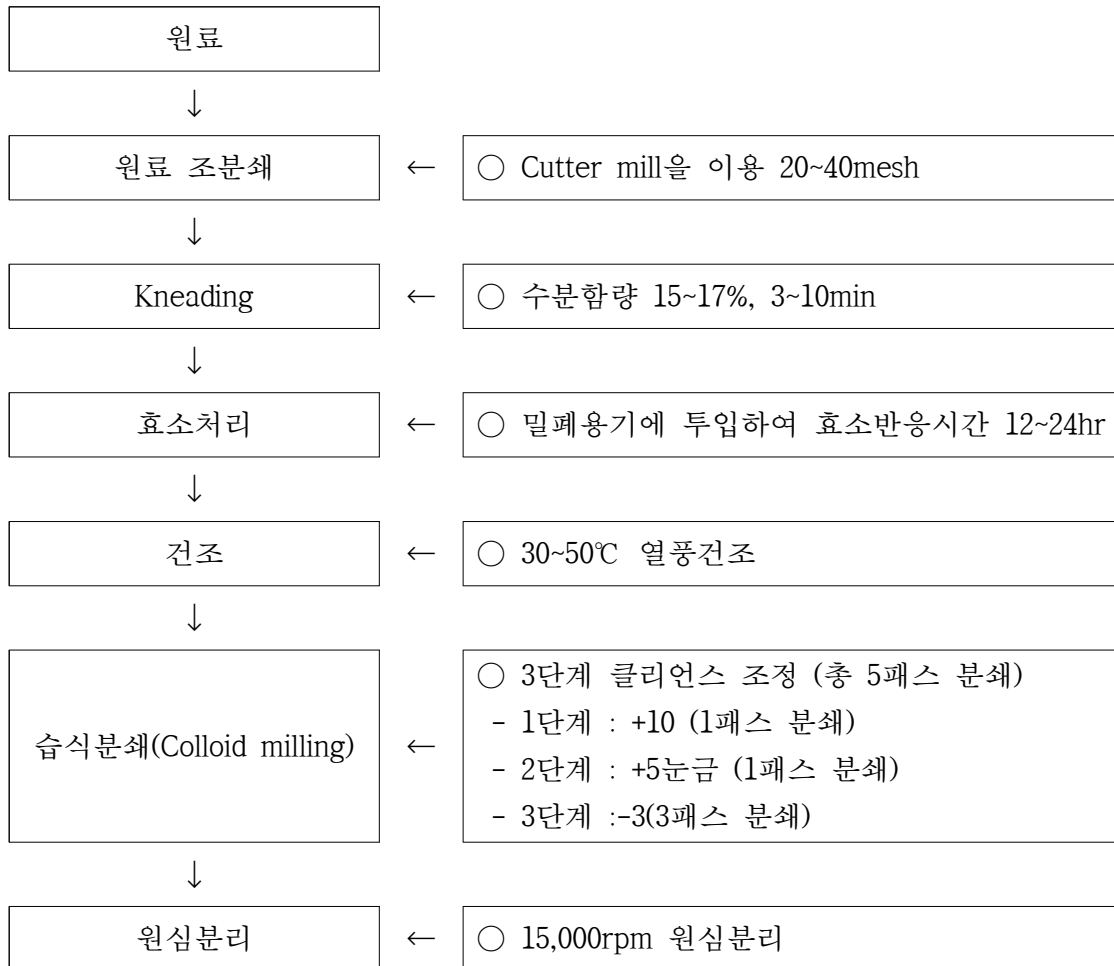 원료
↓
원료 조분쇄 ← ○ Cutter mill을 이용 20~40mesh
↓
Kneading ← ○ 수분함량 15~17%, 3~10min
↓
효소처리 ← ○ 밀폐용기에 투입하여 효소반응시간 12~24hr
↓
건조 ← ○ 30~50℃ 열풍건조
↓
습식분쇄(Colloid milling) ←
○ 3단계 클리언스 조정 (총 5패스 분쇄)
- 1단계 : +10 (1패스 분쇄)
- 2단계 : +5눈금 (1패스 분쇄)
- 3단계 :-3(3패스 분쇄)
↓
원심분리 ← ○ 15,000rpm 원심분리